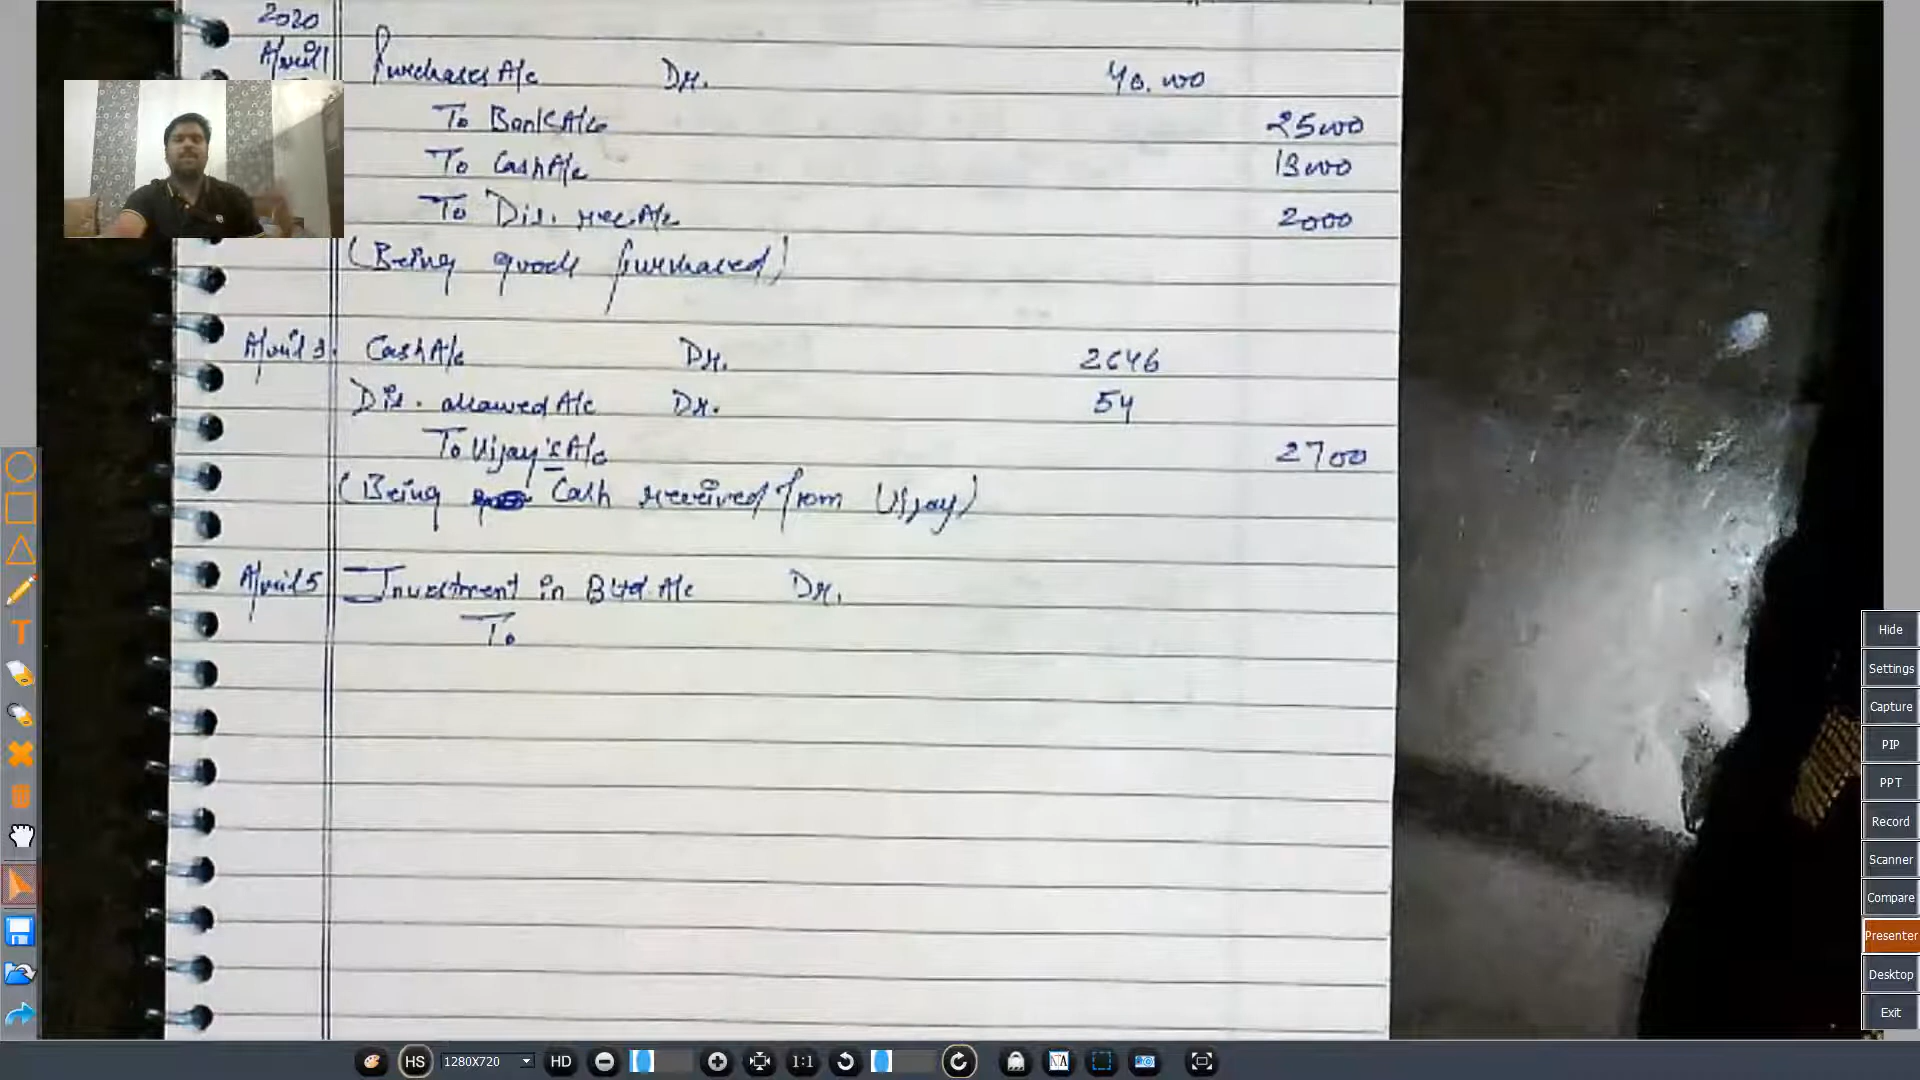 2020
April 1 Purchases A/c Dr. 40,000
To Bank A/c 25000
To Cash A/c 13000
To Dis. rec. A/c 2000
(Being goods purchased)
April 3. Cash A/c Dr. 2646
Dis. allowed A/c Dr. 54
To Vijay's A/c 2700
(Being Cash received from Vijay)
April 5 Investment in B Ltd. A/c Dr.
To
T
Hide
Settings
Capture
PIP
PPT
Record
Scanner
Compare
Presenter
Desktop
Exit
HS 1280X720 HD 1:1